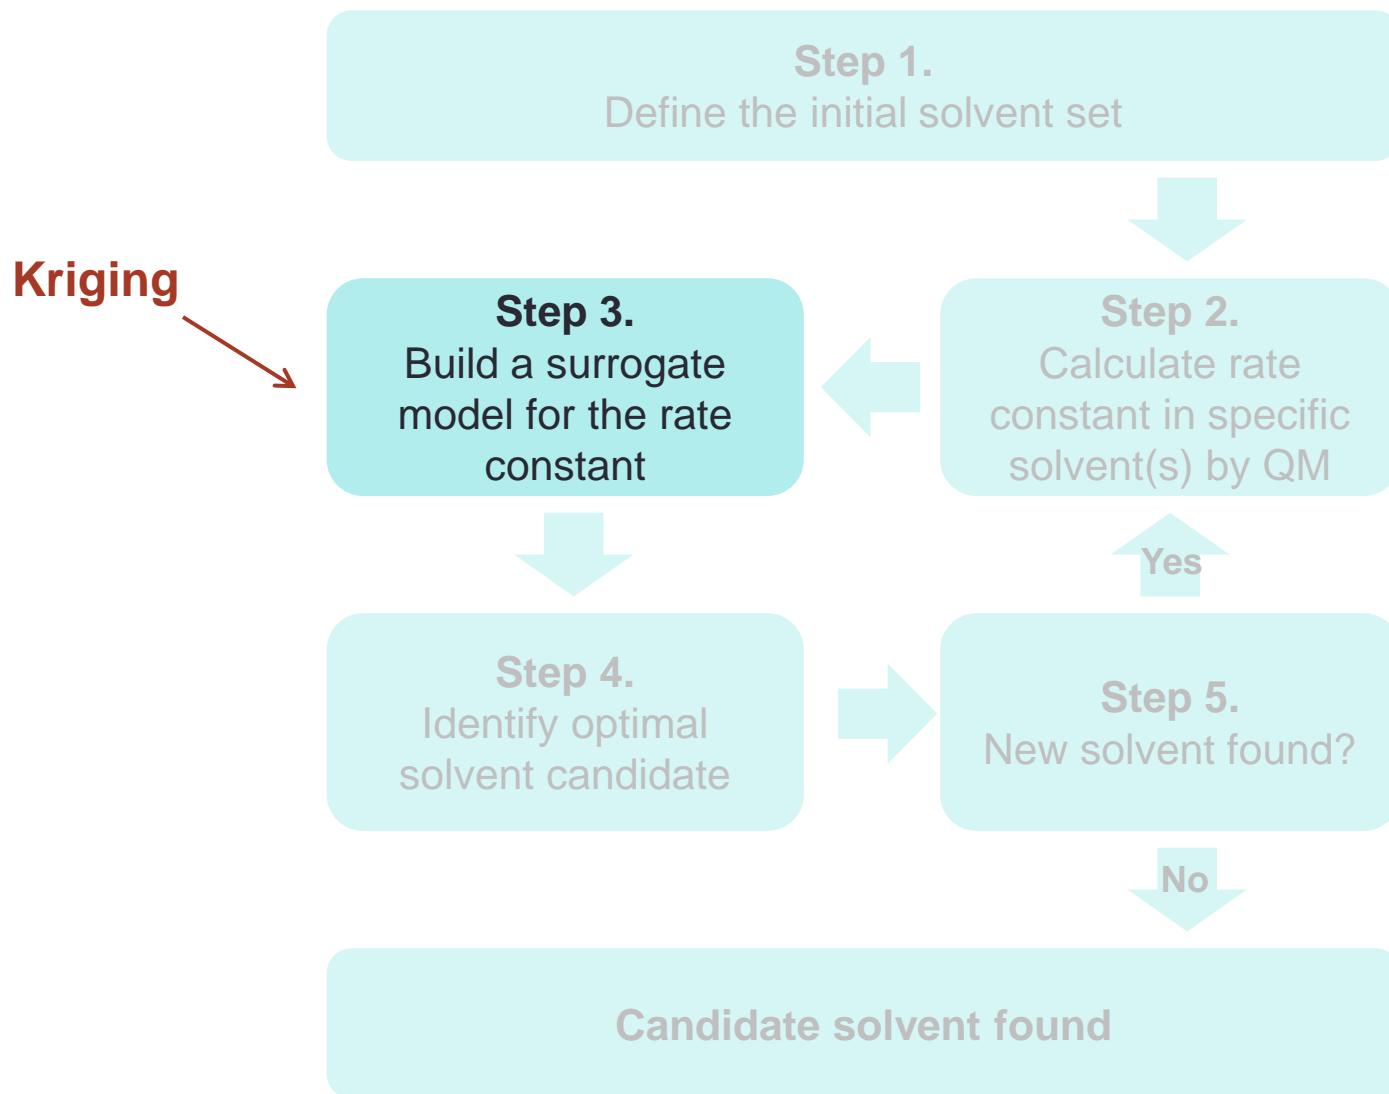 Step 1.
Define the initial solvent set
Kriging
Step 3.
Build a surrogate
model for the rate
constant
Step 2.
Calculate rate
constant in specific
solvent(s) by QM
Yes
Step 4.
Identify optimal
solvent candidate
Step 5.
New solvent found?
No
Candidate solvent found